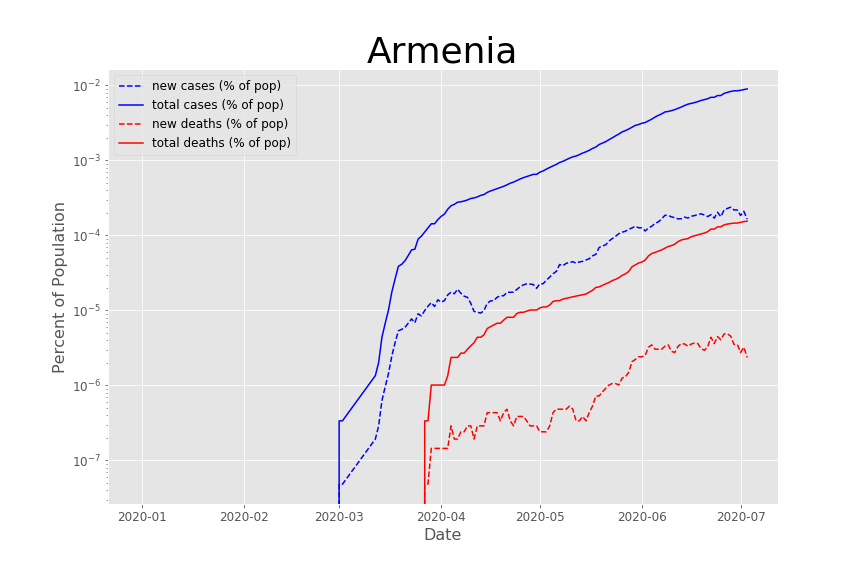 Armenia
new cases (% of pop)
total cases (% of pop)
new deaths (% of pop)
total deaths (% of pop)
Percent of Population
10⁻²
10⁻³
10⁻⁴
10⁻⁵
10⁻⁶
10⁻⁷
2020-01 2020-02 2020-03 2020-04 2020-05 2020-06 2020-07
Date